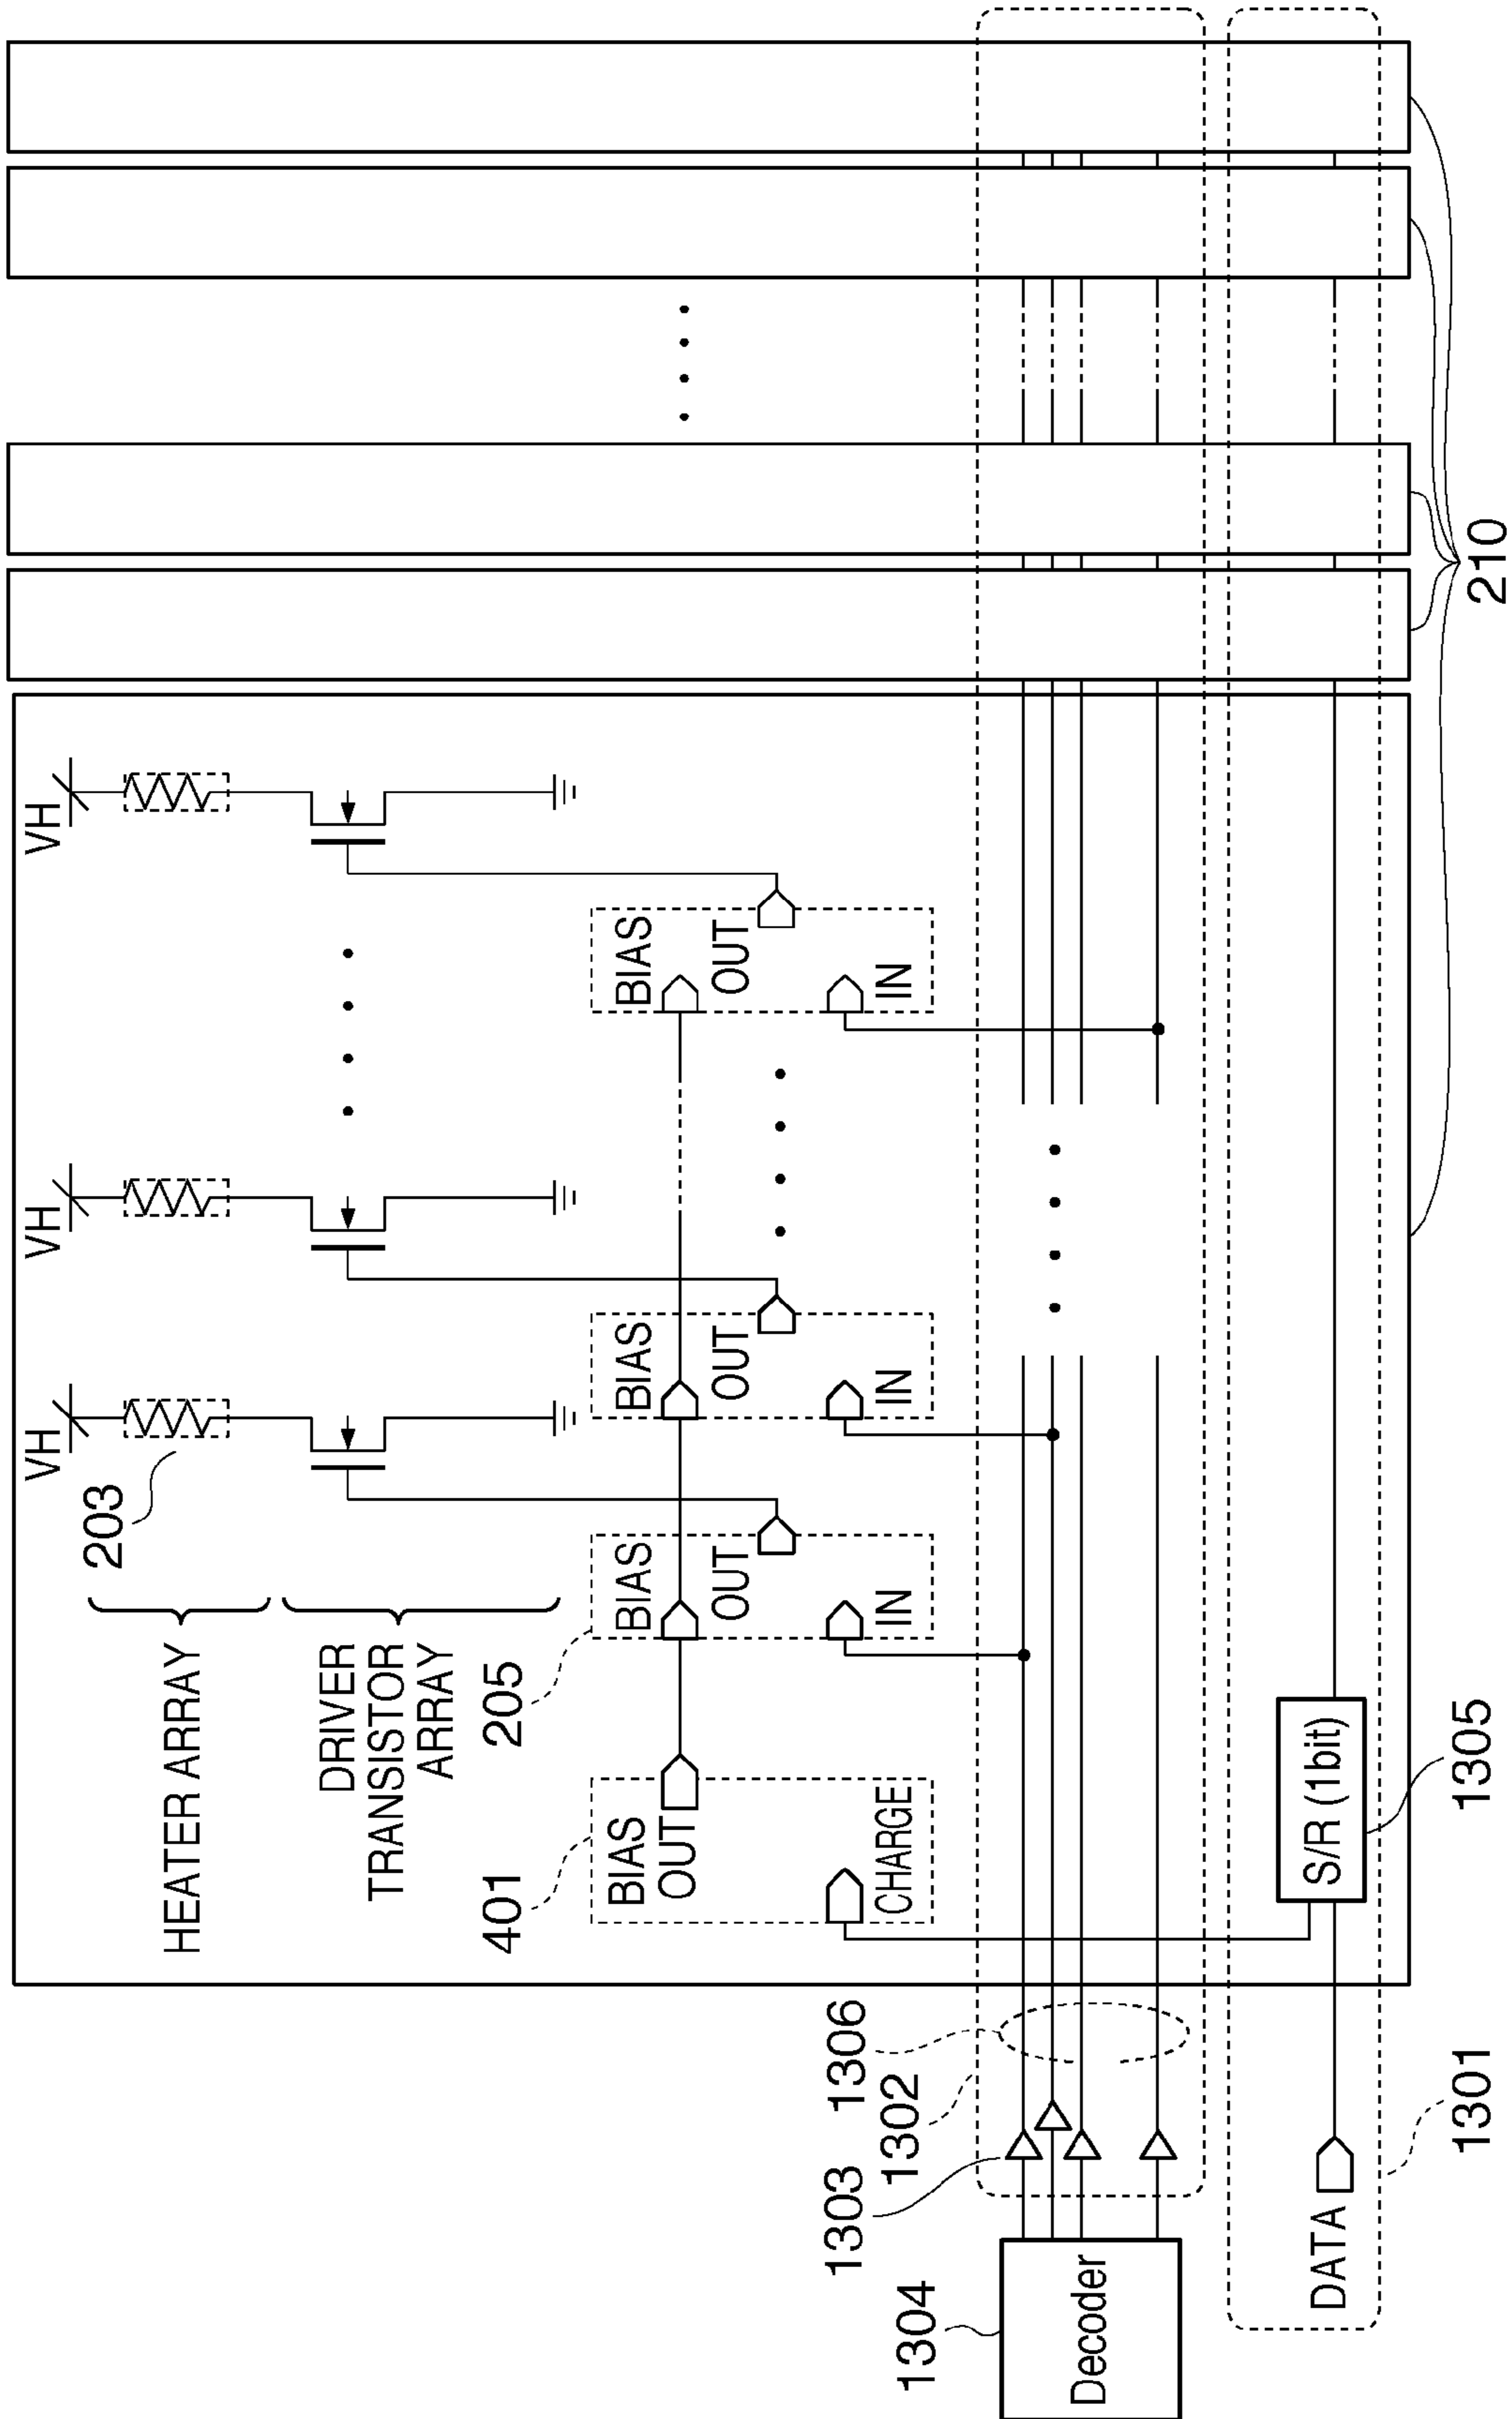 VH
VH
VH
203
HEATER ARRAY
DRIVER
TRANSISTOR
ARRAY
205
401
BIAS
OUT
CHARGE
BIAS
OUT
IN
BIAS
OUT
IN
BIAS
OUT
IN
1306
1302
1303
1304
Decoder
S/R (1bit)
1305
DATA
1301
210